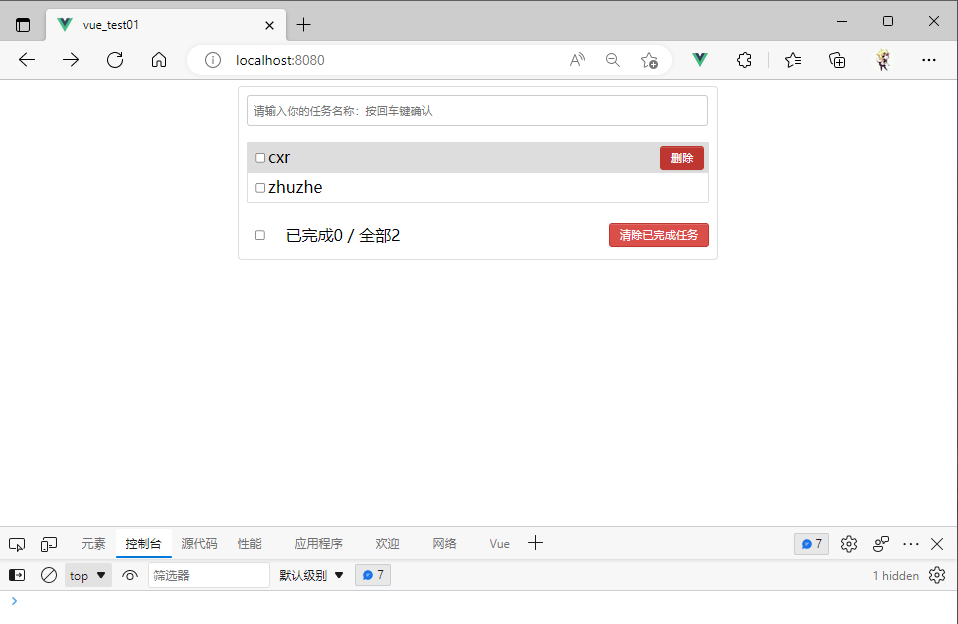 vue_test01
localhost:8080
请输入你的任务名称：按回车键确认
cxr 删除
zhuzhe
已完成0 / 全部2 清除已完成任务
元素 控制台 源代码 性能 应用程序 欢迎 网络 Vue 7
top 筛选器 默认级别 7 1 hidden